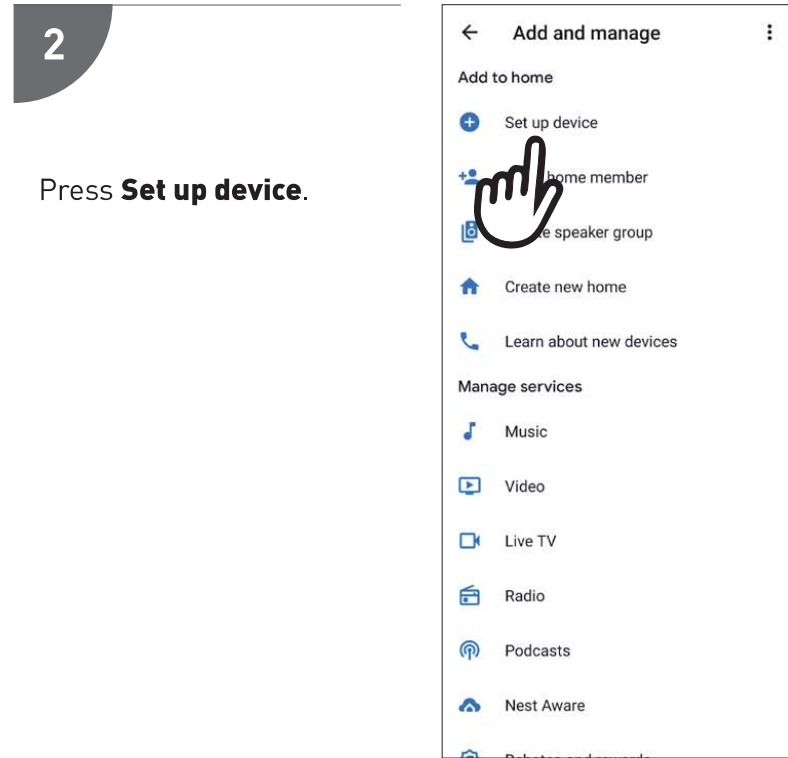 2
Press Set up device.
Add and manage
Add to home
Set up device
home member
speaker group
Create new home
Learn about new devices
Manage services
Music
Video
Live TV
Radio
Podcasts
Nest Aware